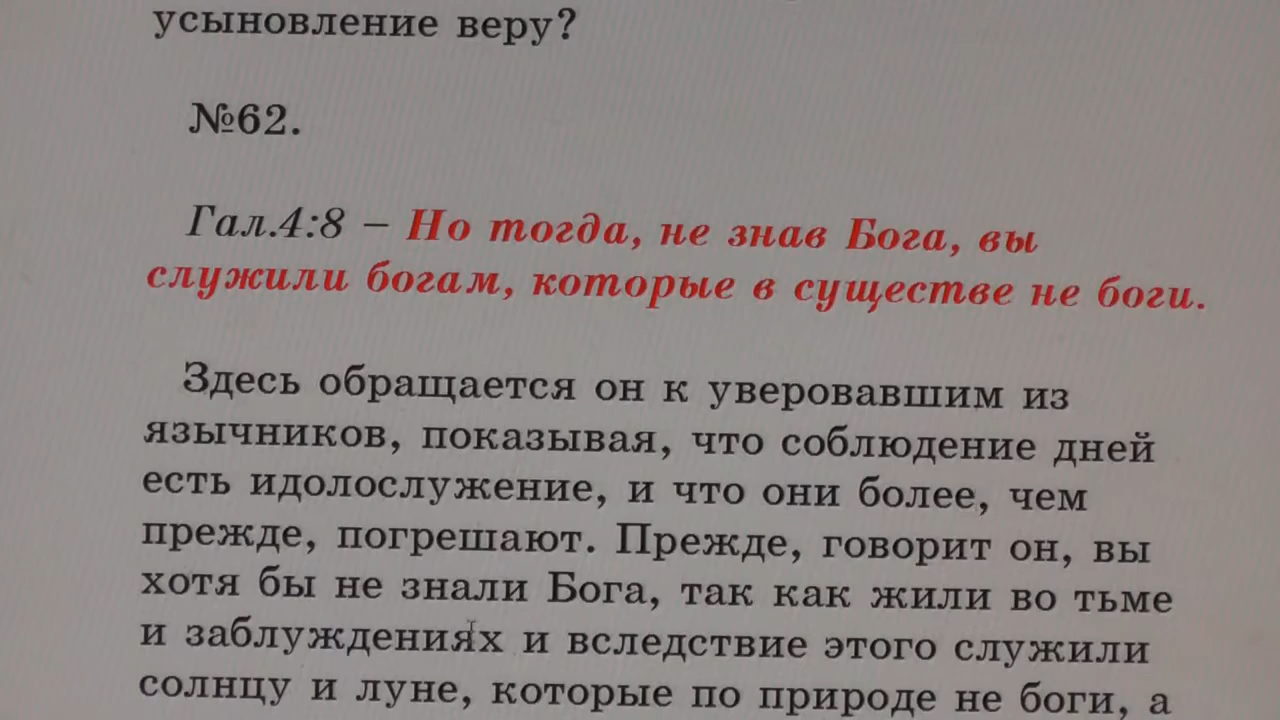 усыновление веру?
№62.
Гал.4:8 – Но тогда, не знав Бога, вы
служили богам, которые в существе не боги.
Здесь обращается он к уверовавшим из
язычников, показывая, что соблюдение дней
есть идолослужение, и что они более, чем
прежде, погрешают. Прежде, говорит он, вы
хотя бы не знали Бога, так как жили во тьме
и заблуждениях и вследствие этого служили
солнцу и луне, которые по природе не боги, а